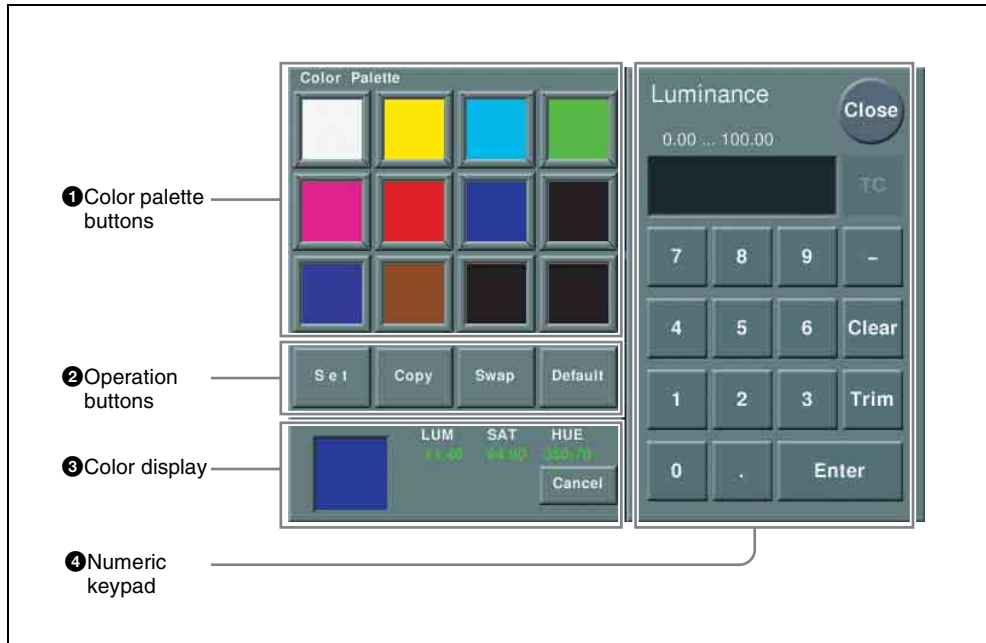 Color Palette
Luminance
Close
0.00 ... 100.00
TC
❶Color palette
buttons
7 8 9 –
4 5 6 Clear
❷Operation
buttons
Set Copy Swap Default
1 2 3 Trim
❸Color display
LUM SAT HUE
Cancel
0 . Enter
❹Numeric
keypad